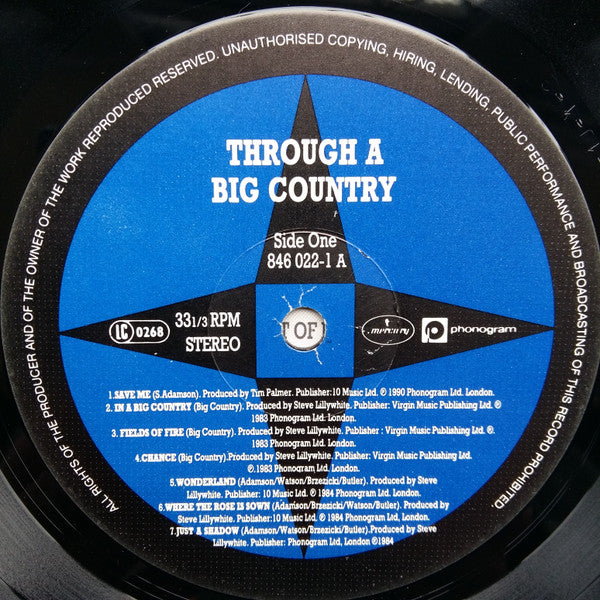 ALL RIGHTS OF THE PRODUCER AND OF THE OWNER OF THE WORK REPRODUCED RESERVED. UNAUTHORISED COPYING, HIRING, LENDING, PUBLIC PERFORMANCE AND BROADCASTING OF THIS RECORD PROHIBITED.
THROUGH A
BIG COUNTRY
Side One
846 022-1 A
LC 0268
33 1/3 RPM
STEREO
T OF
mercury
phonogram
1.SAVE ME (S.Adamson). Produced by Tim Palmer. Publisher:10 Music Ltd. ℗ 1990 Phonogram Ltd. London.
2. IN A BIG COUNTRY (Big Country). Produced by Steve Lillywhite. Publisher: Virgin Music Publishing Ltd. ℗
1983 Phonogram Ltd. London.
3. FIELDS OF FIRE (Big Country). Produced by Steve Lillywhite. Publisher : Virgin Music Publishing Ltd. ℗.
1983 Phonogram Ltd. London.
4.CHANCE (Big Country).Produced by Steve Lillywhite. Publisher: Virgin Music Publishing Ltd.
℗.1983 Phonogram Ltd. London.
5.WONDERLAND (Adamson/Watson/Brzezicki/Butler). Produced by Steve
Lillywhite. Publisher: 10 Music Ltd. ℗ 1984 Phonogram Ltd. London.
6.WHERE THE ROSE IS SOWN (Adamson/Brzezicki/Watson/Butler).Produced by
Steve Lillywhite. Publisher:10 Music Ltd. ℗ 1984 Phonogram Ltd. London.
7.JUST A SHADOW (Adamson/Watson/Brzezicki/Butler).Produced by Steve
Lillywhite. Publisher: Phonogram Ltd, London ℗1984